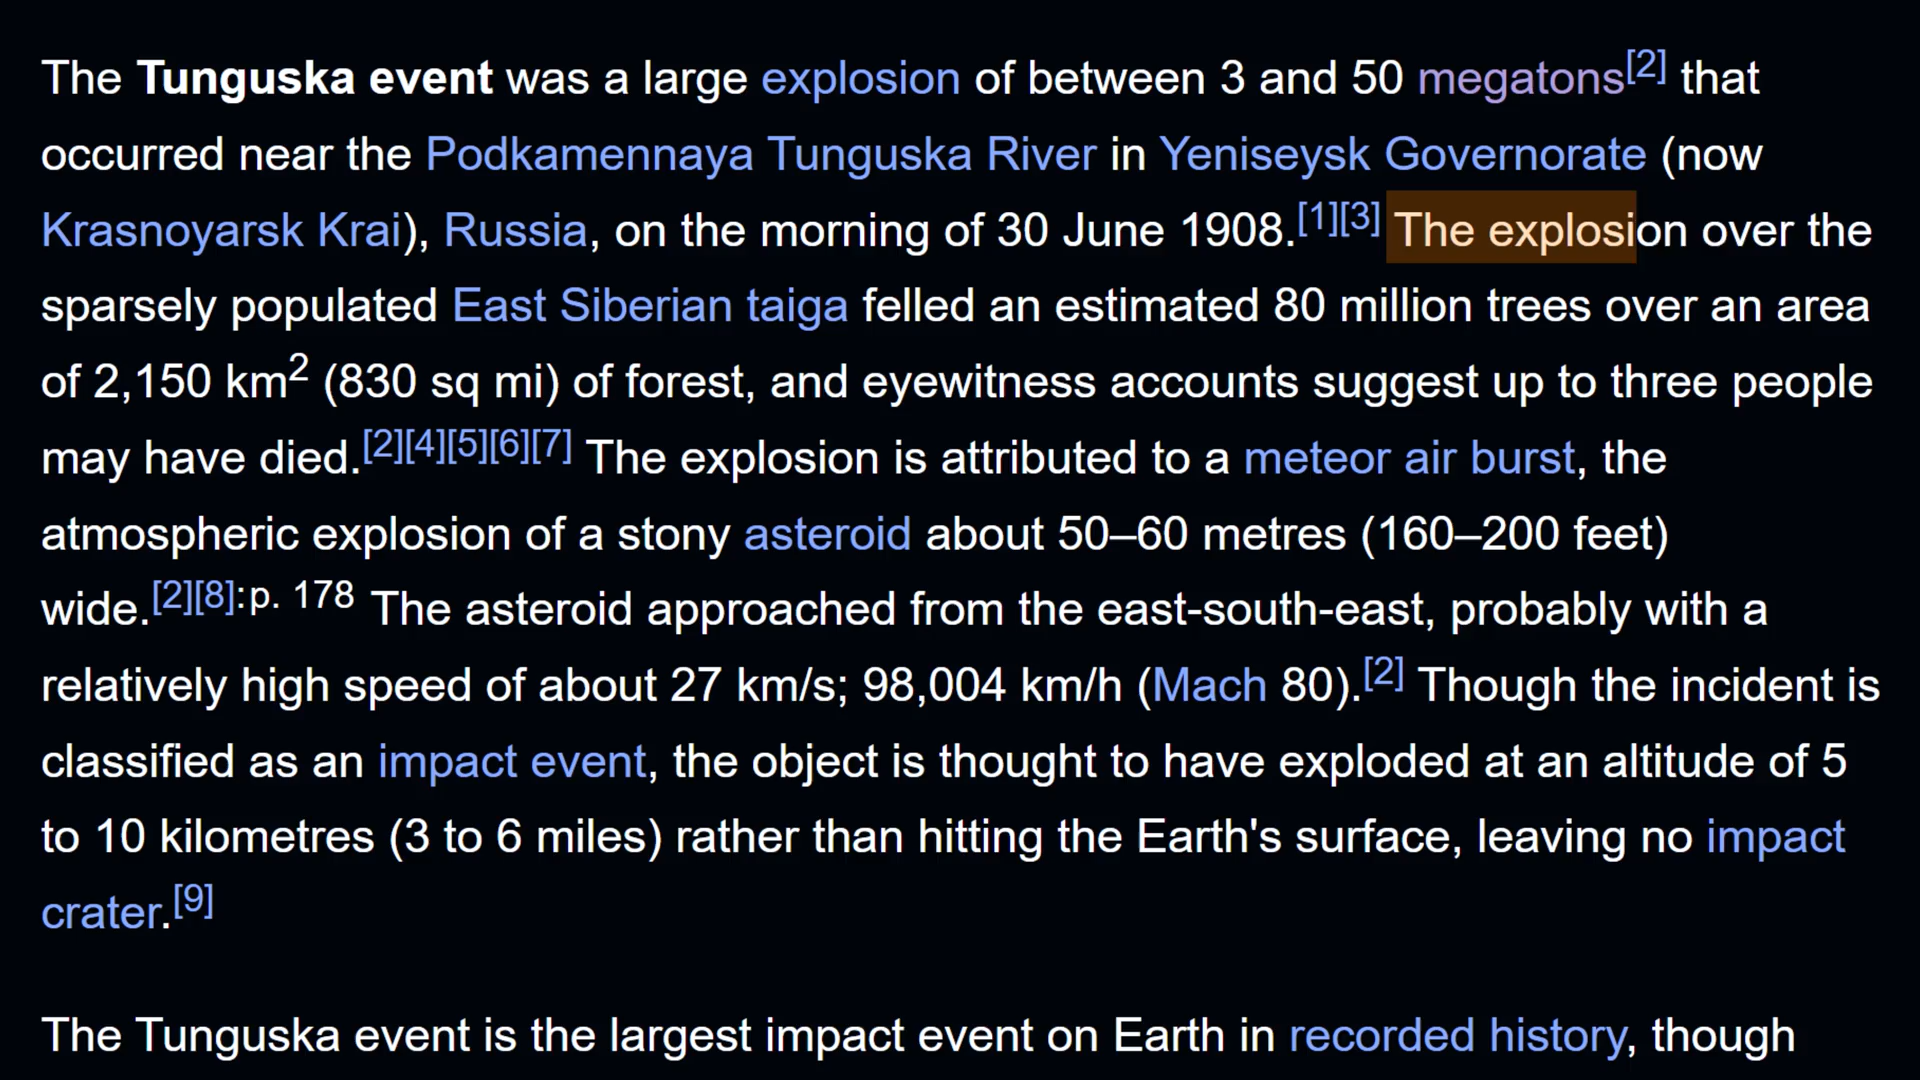 The Tunguska event was a large explosion of between 3 and 50 megatons[2] that
occurred near the Podkamennaya Tunguska River in Yeniseysk Governorate (now
Krasnoyarsk Krai), Russia, on the morning of 30 June 1908.[1][3] The explosion over the
sparsely populated East Siberian taiga felled an estimated 80 million trees over an area
of 2,150 km2 (830 sq mi) of forest, and eyewitness accounts suggest up to three people
may have died.[2][4][5][6][7] The explosion is attributed to a meteor air burst, the
atmospheric explosion of a stony asteroid about 50–60 metres (160–200 feet)
wide.[2][8]:p. 178 The asteroid approached from the east-south-east, probably with a
relatively high speed of about 27 km/s; 98,004 km/h (Mach 80).[2] Though the incident is
classified as an impact event, the object is thought to have exploded at an altitude of 5
to 10 kilometres (3 to 6 miles) rather than hitting the Earth's surface, leaving no impact
crater.[9]
The Tunguska event is the largest impact event on Earth in recorded history, though